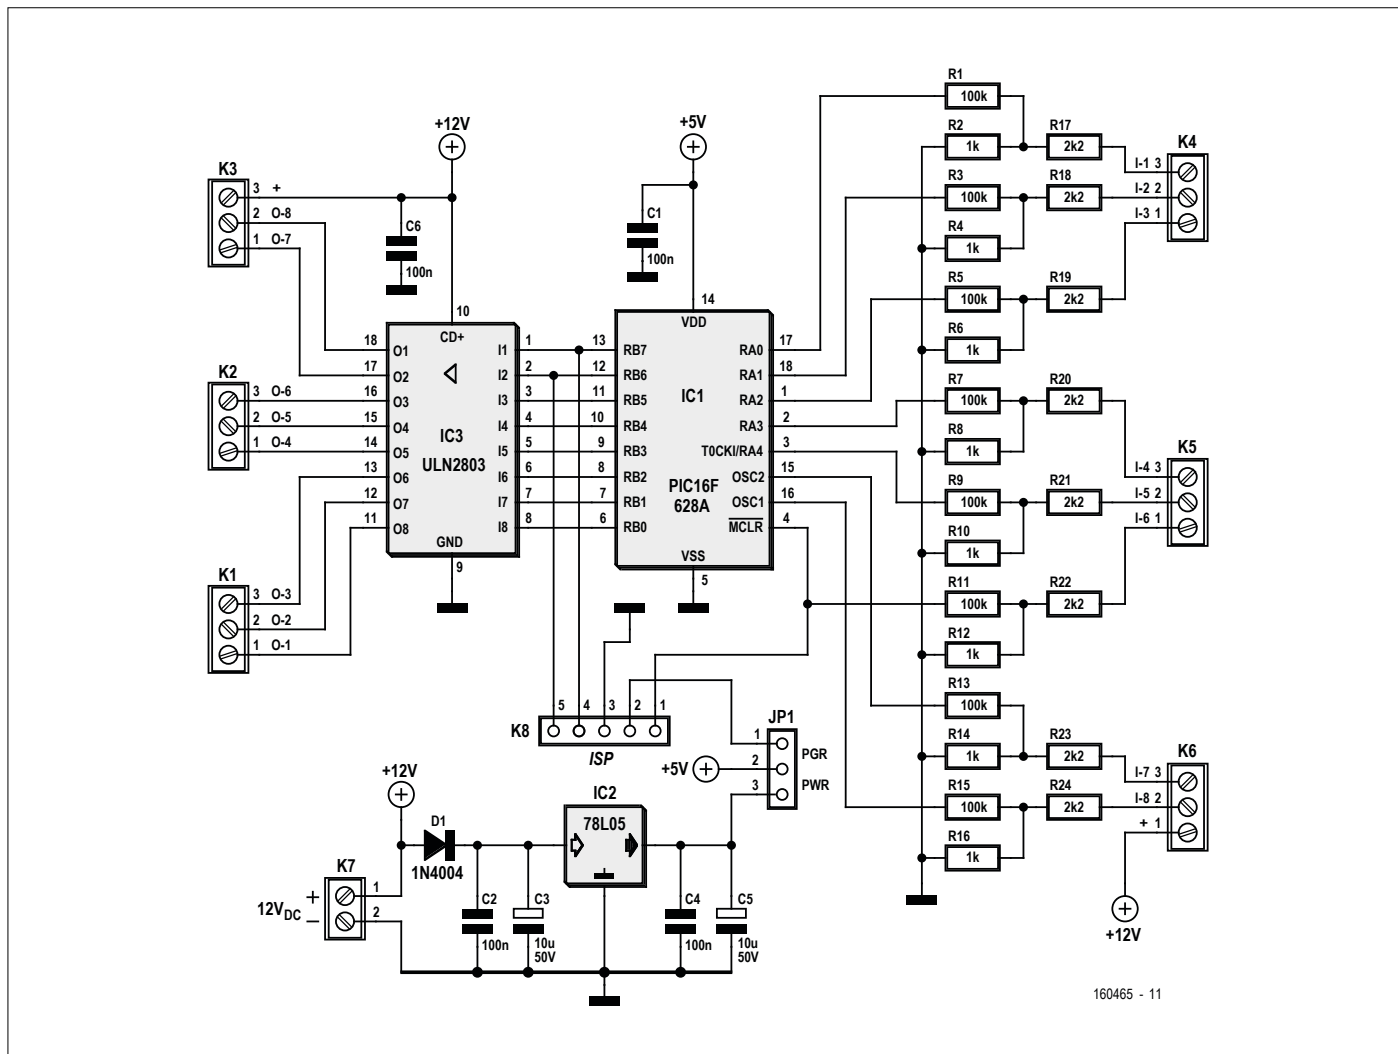 R1
100k
R2
1k
R17
2k2
R3
100k
R18
2k2
R4
1k
R5
100k
R19
2k2
R6
1k
R7
100k
R20
2k2
R8
1k
R9
100k
R21
2k2
R10
1k
R11
100k
R22
2k2
R12
1k
R13
100k
R14
1k
R23
2k2
R15
100k
R24
2k2
R16
1k
K4
I-1 3
I-2 2
I-3 1
K5
I-4 3
I-5 2
I-6 1
K6
I-7 3
I-8 2
+ 1
+12V
+12V
+5V
K3
3 +
2 O-8
1 O-7
C6
100n
C1
100n
K2
3 O-6
2 O-5
1 O-4
K1
3 O-3
2 O-2
1 O-1
10
CD+
18 O1 I1 1
17 O2 I2 2
16 O3 I3 3
15 O4 I4 4
14 O5 I5 5
13 O6 I6 6
12 O7 I7 7
11 O8 I8 8
IC3
ULN2803
GND
9
14
VDD
13 RB7 RA0 17
12 RB6 RA1 18
11 RB5 RA2 1
10 RB4 RA3 2
9 RB3 T0CKI/RA4 3
8 RB2 OSC2 15
7 RB1 OSC1 16
6 RB0 MCLR 4
IC1
PIC16F
628A
VSS
5
K8
5 4 3 2 1
ISP
JP1
1
2
3
PGR
PWR
+5V
+12V
D1
1N4004
IC2
78L05
K7
+ 1
12VDC
– 2
C2
100n
C3
10u
50V
C4
100n
C5
10u
50V
160465 - 11